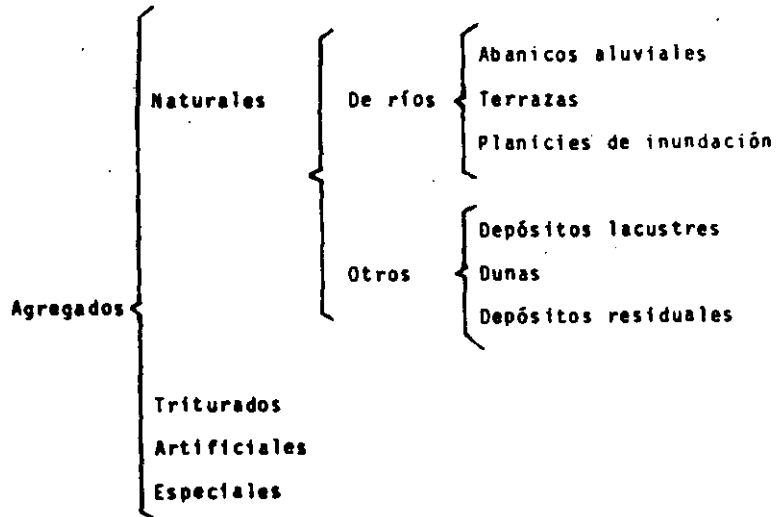 Abanicos aluviales
Naturales De ríos Terrazas
Planicies de inundación
Depósitos lacustres
Otros Dunas
Depósitos residuales
Agregados
Triturados
Artificiales
Especiales